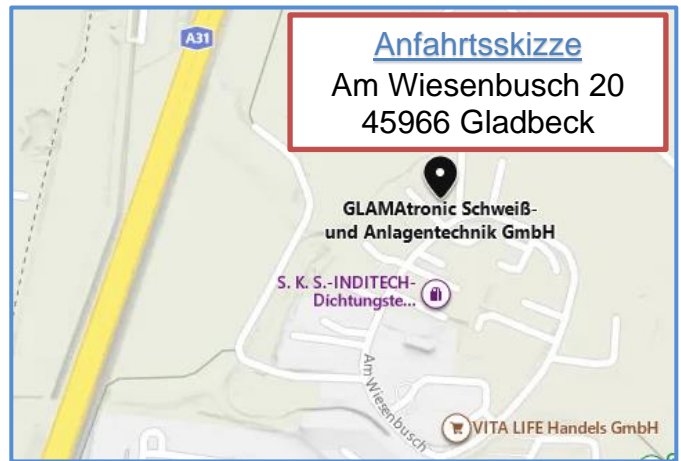 A31
Anfahrtsskizze
Am Wiesenbusch 20
45966 Gladbeck
GLAMAtronic Schweiß-
und Anlagentechnik GmbH
S. K. S.-INDITECH-
Dichtungste...
Am Wiesenbusch
VITA LIFE Handels GmbH